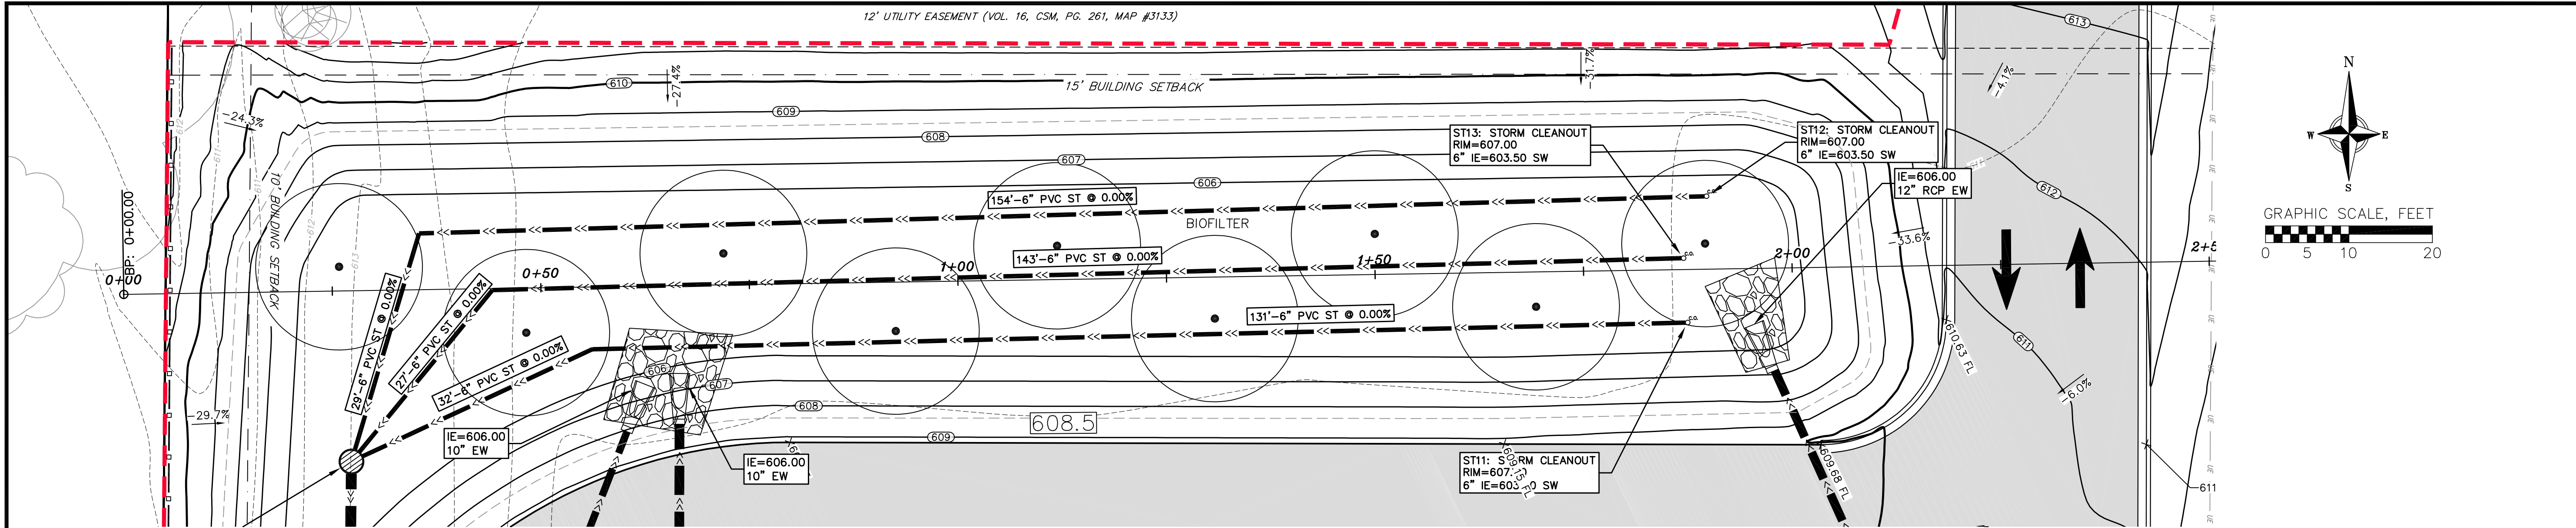 12' UTILITY EASEMENT (VOL. 16, CSM, PG. 261, MAP #3133)
613
-27.4%
-31.7%
-4.1%
610
15' BUILDING SETBACK
609
-24.3%
608
607
606
ST13: STORM CLEANOUT
RIM=607.00
6" IE=603.50 SW
ST12: STORM CLEANOUT
RIM=607.00
6" IE=603.50 SW
IE=606.00
12" RCP EW
612
611
10' BUILDING SETBACK
612
613
BP: 0+00.00
0+00
154'-6" PVC ST @ 0.00%
c.o.
BIOFILTER
143'-6" PVC ST @ 0.00%
c.o.
0+50
1+00
1+50
2+00
-33.6%
29'-6" PVC ST @ 0.00%
27'-6" PVC ST @ 0.00%
32'-6" PVC ST @ 0.00%
131'-6" PVC ST @ 0.00%
c.o.
610.63 FL
611
-6.0%
606
607
608
608.5
609
-29.7%
IE=606.00
10" EW
IE=606.00
10" EW
ST11: STORM CLEANOUT
6" SW
609.15 FL
609.68 FL
611
N
W
E
S
GRAPHIC SCALE, FEET
0 5 10 20